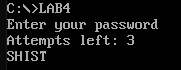 C:\>LAB4
Enter your password
Attempts left: 3
SHIST